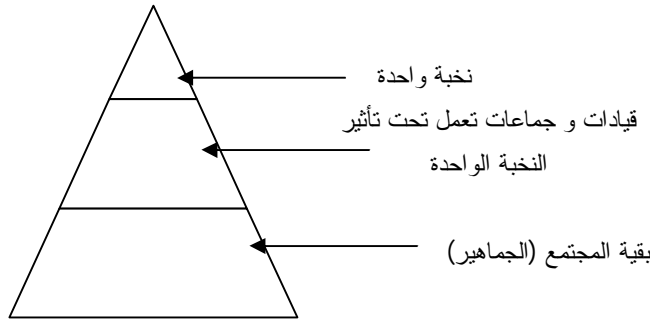 نخبة واحدة
قيادات و جماعات تعمل تحت تأثير
النخبة الواحدة
بقية المجتمع (الجماهير)